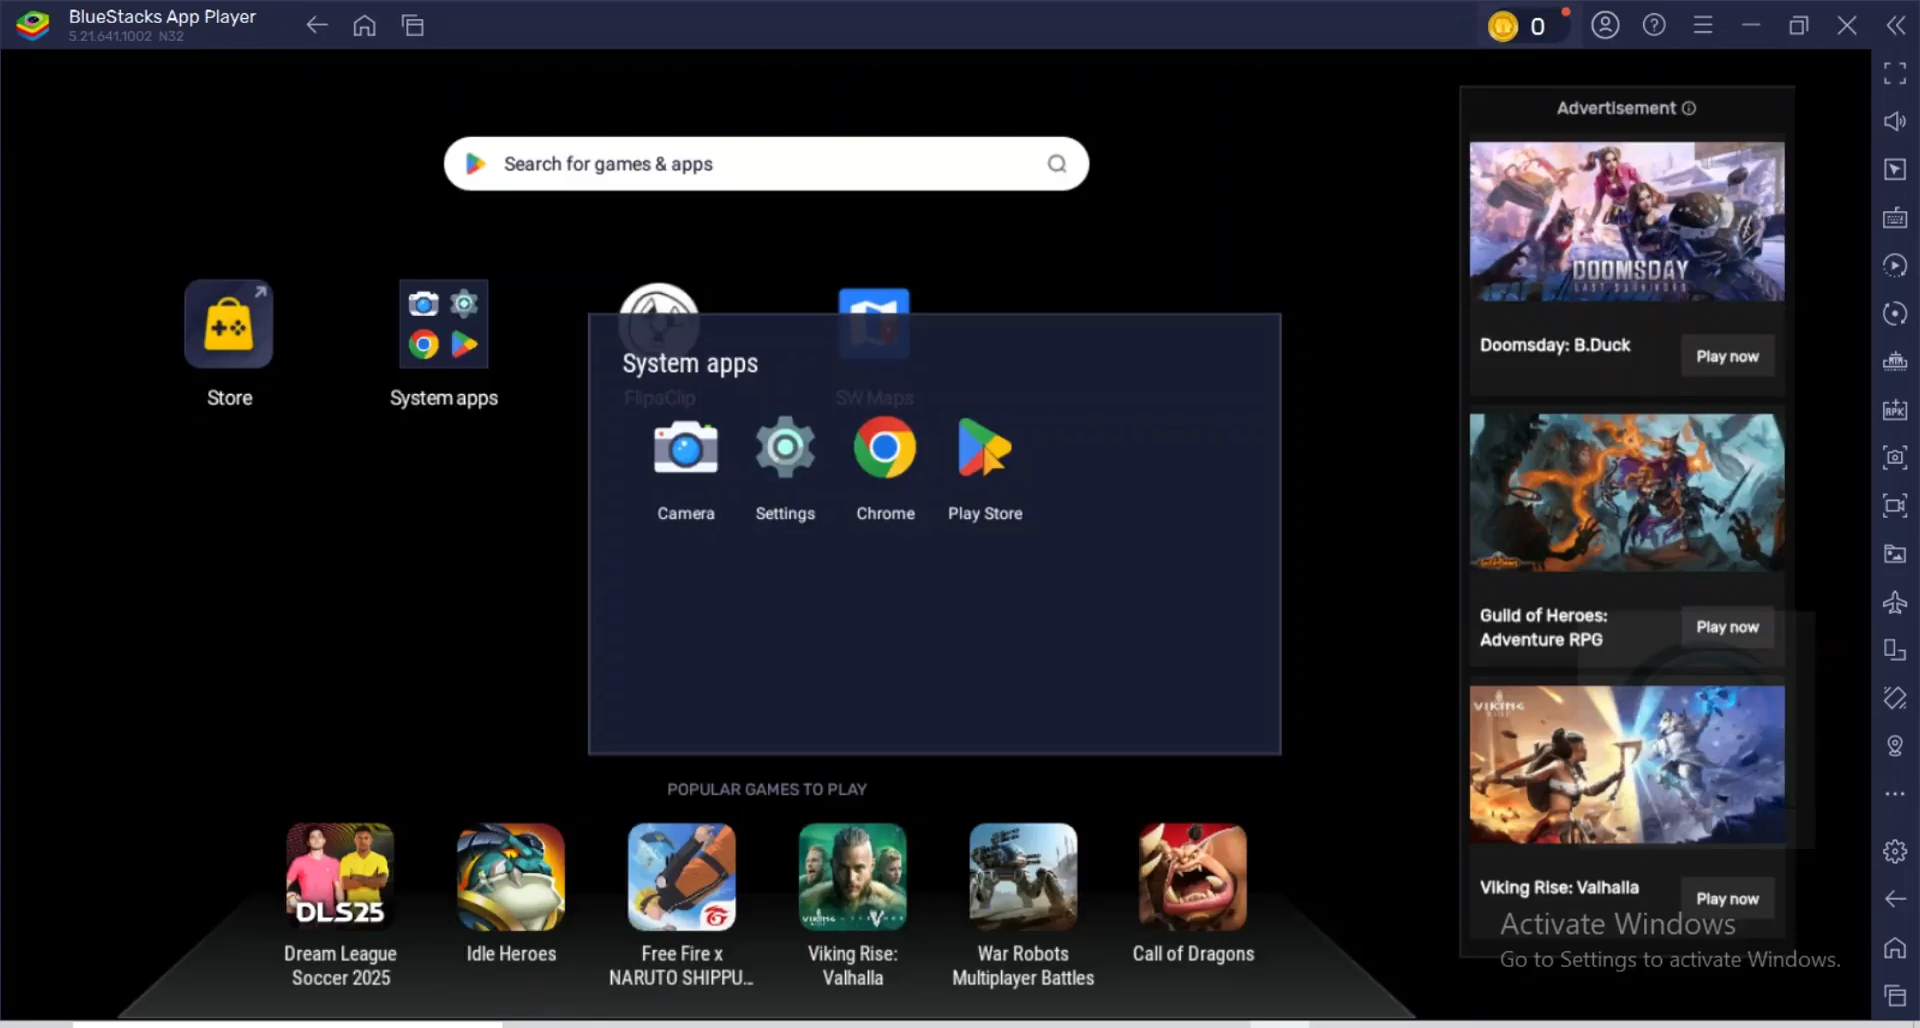 BlueStacks App Player
5.21.641.1002 N32
0
Search for games & apps
Advertisement
DOOMSDAY
LAST SURVIVORS
Doomsday: B.Duck
Play now
Store
System apps
FlipaClip
SW Maps
System apps
Camera
Settings
Chrome
Play Store
Guild of Heroes:
Adventure RPG
Play now
VIKING
RISE
Viking Rise: Valhalla
Play now
POPULAR GAMES TO PLAY
DLS25
Dream League
Soccer 2025
Idle Heroes
Free Fire x
NARUTO SHIPPU...
Viking Rise:
Valhalla
War Robots
Multiplayer Battles
Call of Dragons
Activate Windows
Go to Settings to activate Windows.